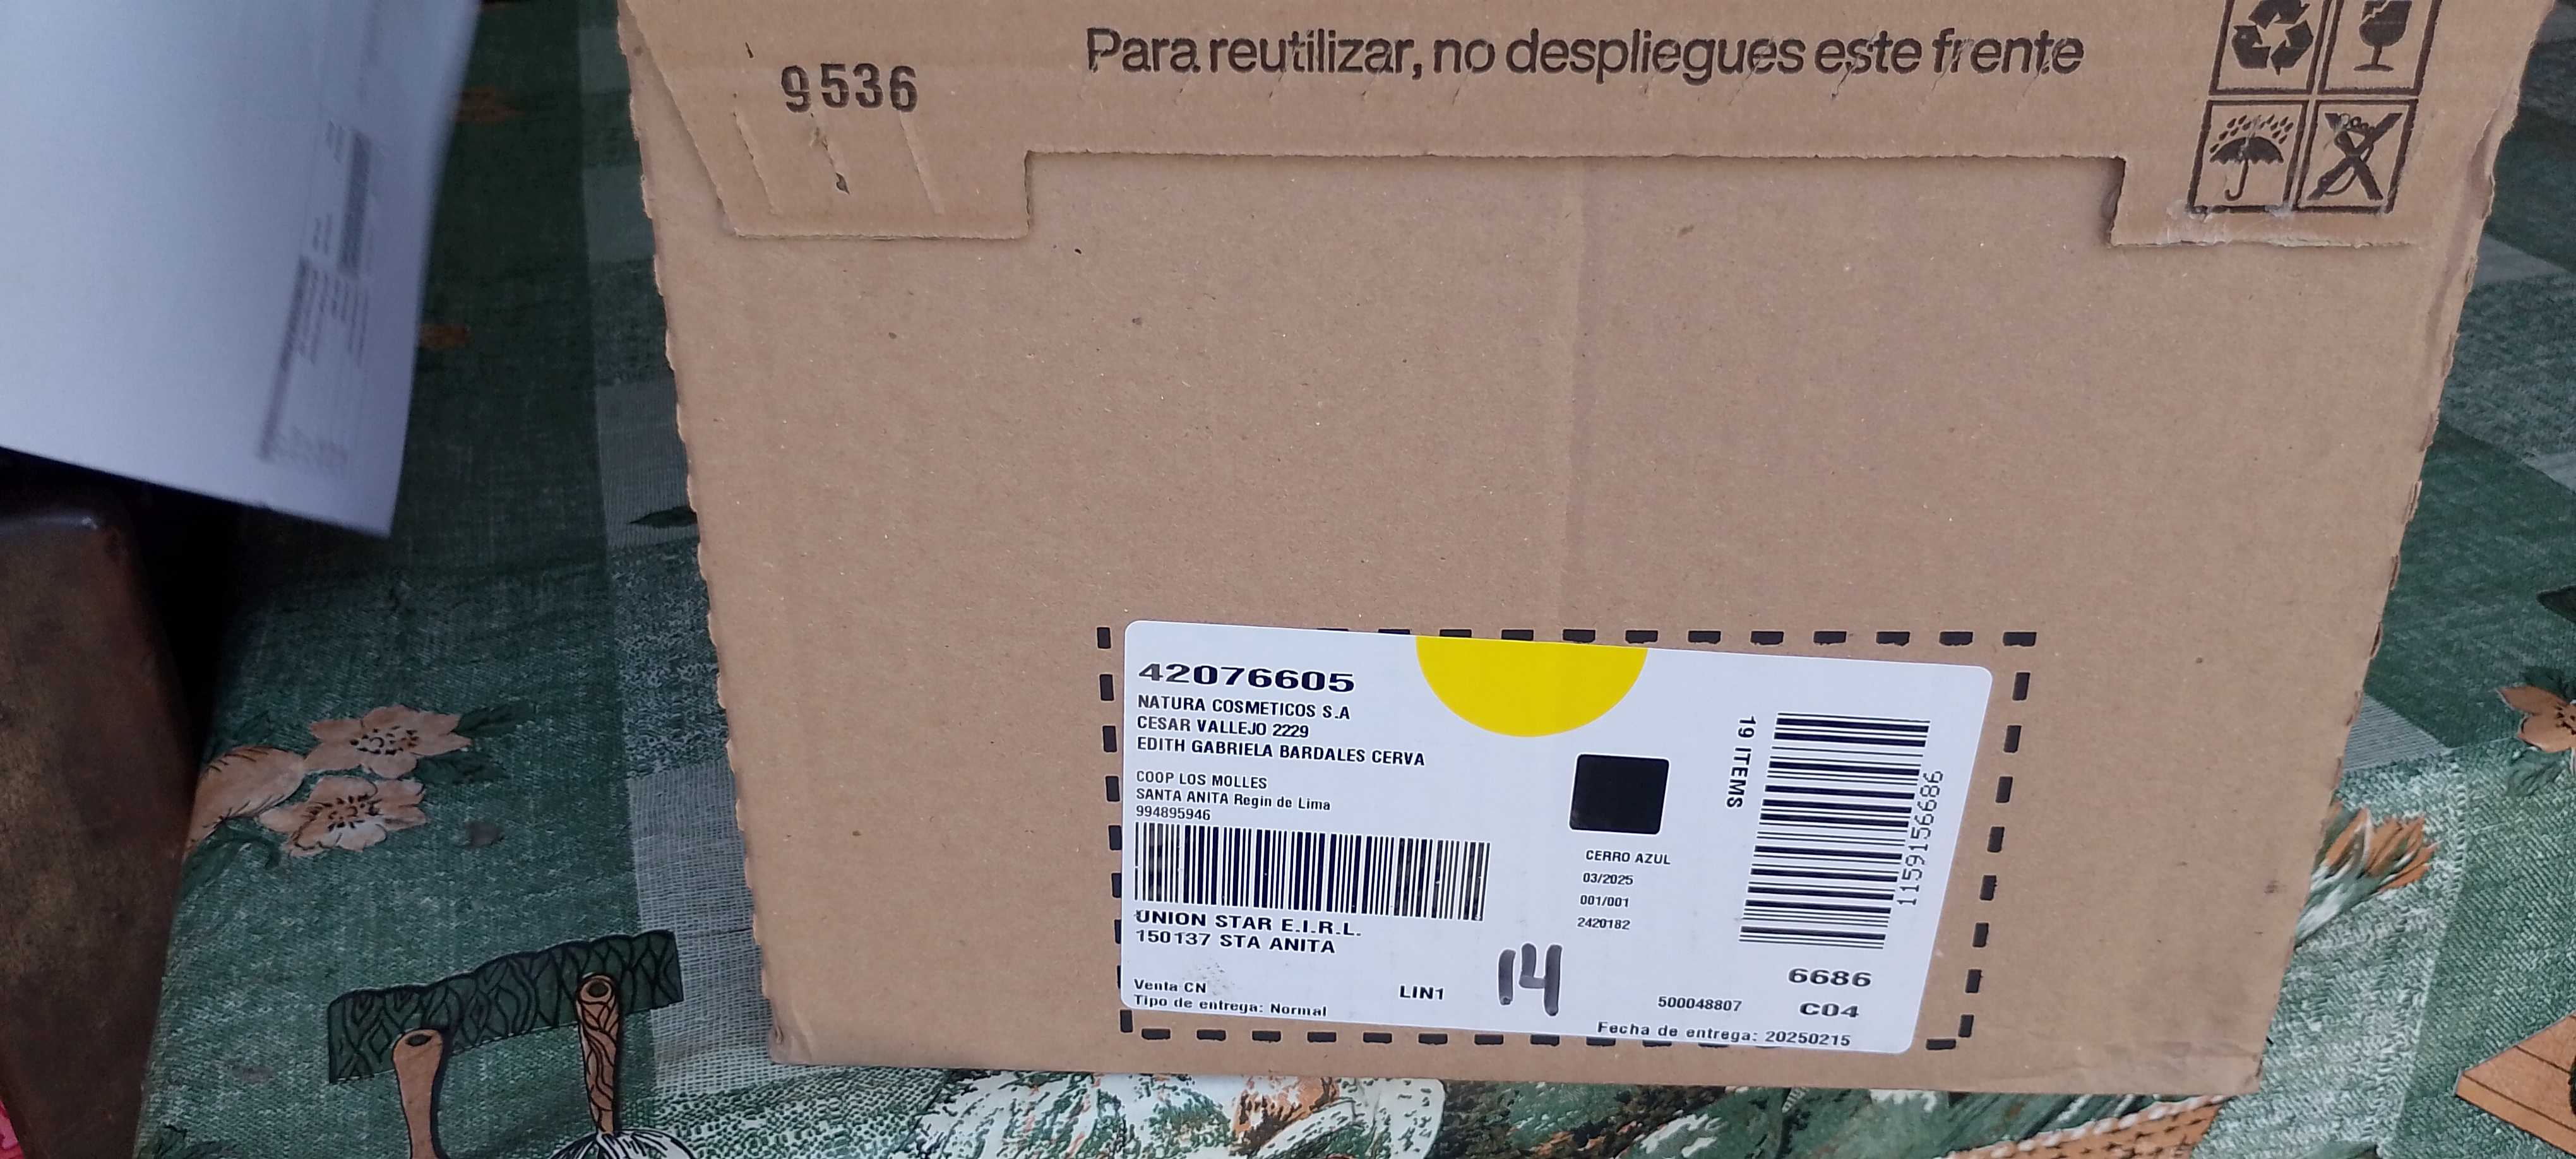 Para reutilizar, no despliegues este frente
9536
42076605
NATURA COSMETICOS S.A
CESAR VALLEJO 2229
EDITH GABRIELA BARDALES CERVA
COOP LOS MOLLES
SANTA ANITA Regin de Lima
994895946
UNION STAR E.I.R.L.
150137 STA ANITA
Venta CN
Tipo de entrega: Normal
LIN1
14
CERRO AZUL
03/2025
001/001
2420182
19 ITEMS
1159156686
6686
500048807
C04
Fecha de entrega: 20250215